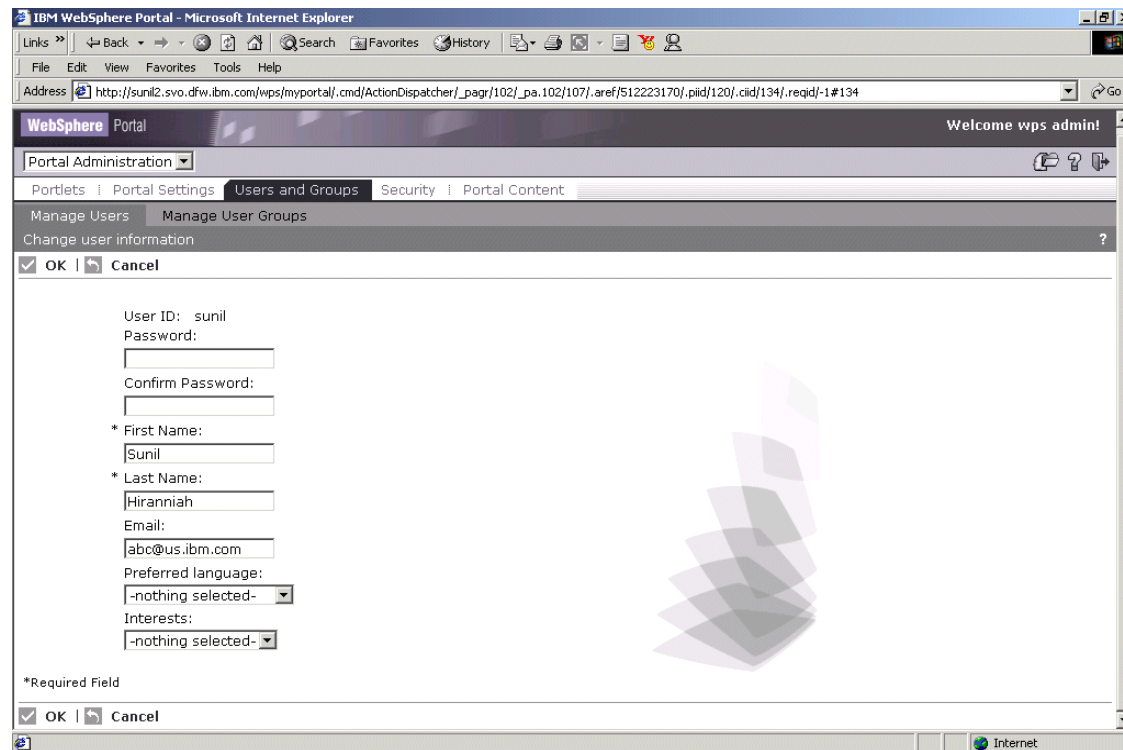 IBM WebSphere Portal - Microsoft Internet Explorer
Links » Back Search Favorites History
File Edit View Favorites Tools Help
Address http://sunil2.svo.dfw.ibm.com/wps/myportal/.cmd/ActionDispatcher/_pagr/102/_pa.102/107/.aref/512223170/.piid/120/.ciid/134/.reqid/-1#134 Go
WebSphere Portal Welcome wps admin!
Portal Administration ?
Portlets | Portal Settings Users and Groups Security | Portal Content
Manage Users Manage User Groups
Change user information ?
OK | Cancel
User ID: sunil
Password:
Confirm Password:
* First Name:
Sunil
* Last Name:
Hiranniah
Email:
abc@us.ibm.com
Preferred language:
-nothing selected-
Interests:
-nothing selected-
*Required Field
OK | Cancel
Internet